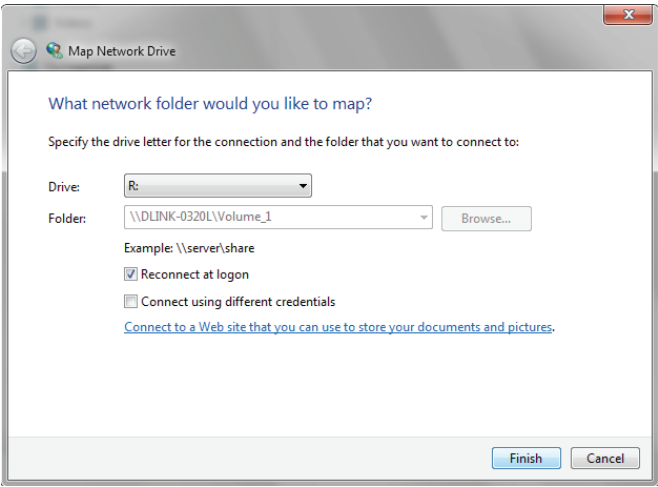 Map Network Drive
What network folder would you like to map?
Specify the drive letter for the connection and the folder that you want to connect to:
Drive: R:
Folder: \\DLINK-0320L\Volume_1 Browse...
Example: \\server\share
Reconnect at logon
Connect using different credentials
Connect to a Web site that you can use to store your documents and pictures.
Finish Cancel